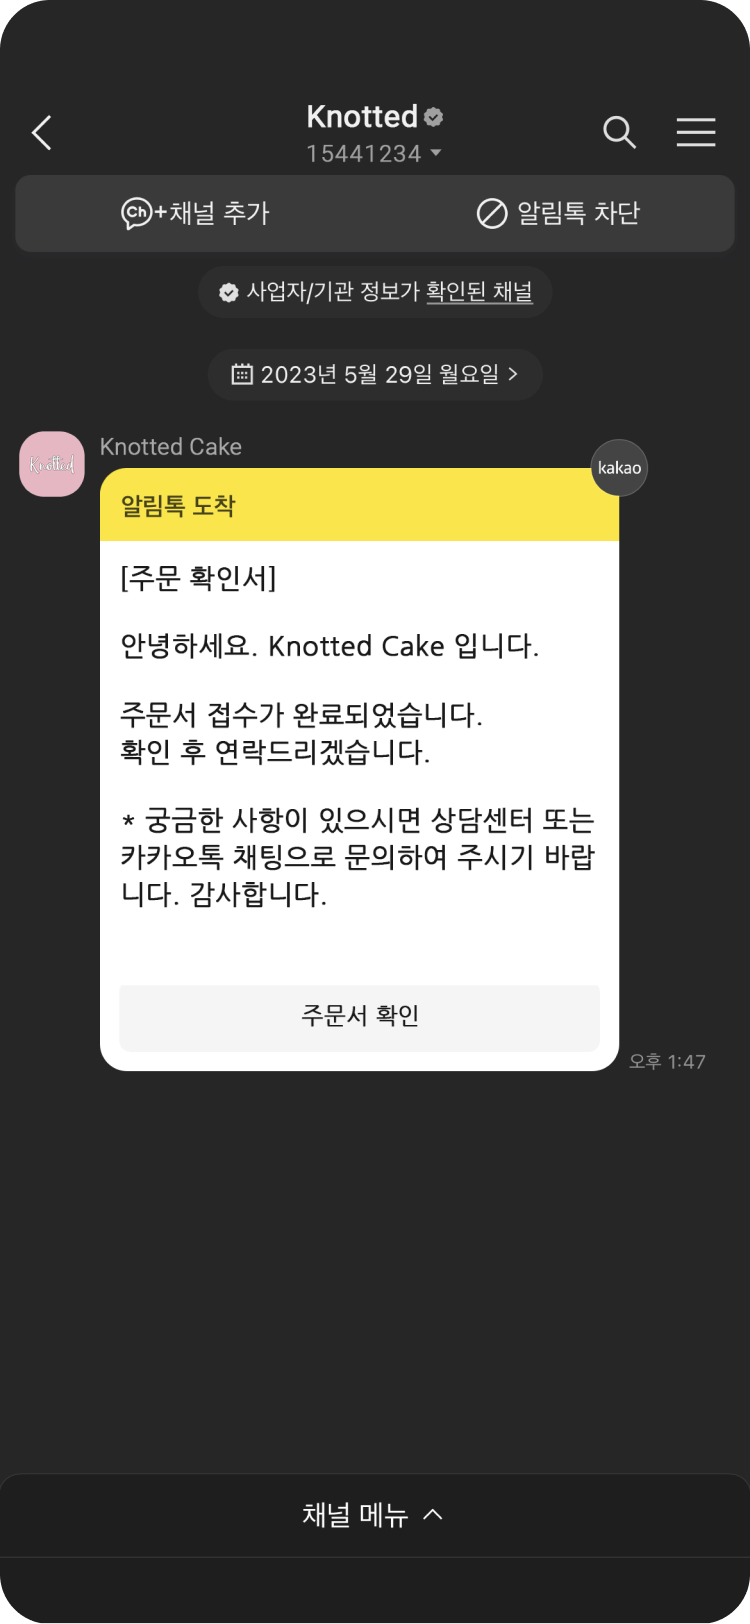 Knotted
15441234
Ch+채널 추가
알림톡 차단
사업자/기관 정보가 확인된 채널
2023년 5월 29일 월요일 >
Knotted
Knotted Cake
kakao
알림톡 도착
[주문 확인서]
안녕하세요. Knotted Cake 입니다.
주문서 접수가 완료되었습니다.
확인 후 연락드리겠습니다.
* 궁금한 사항이 있으시면 상담센터 또는
카카오톡 채팅으로 문의하여 주시기 바랍
니다. 감사합니다.
주문서 확인
오후 1:47
채널 메뉴